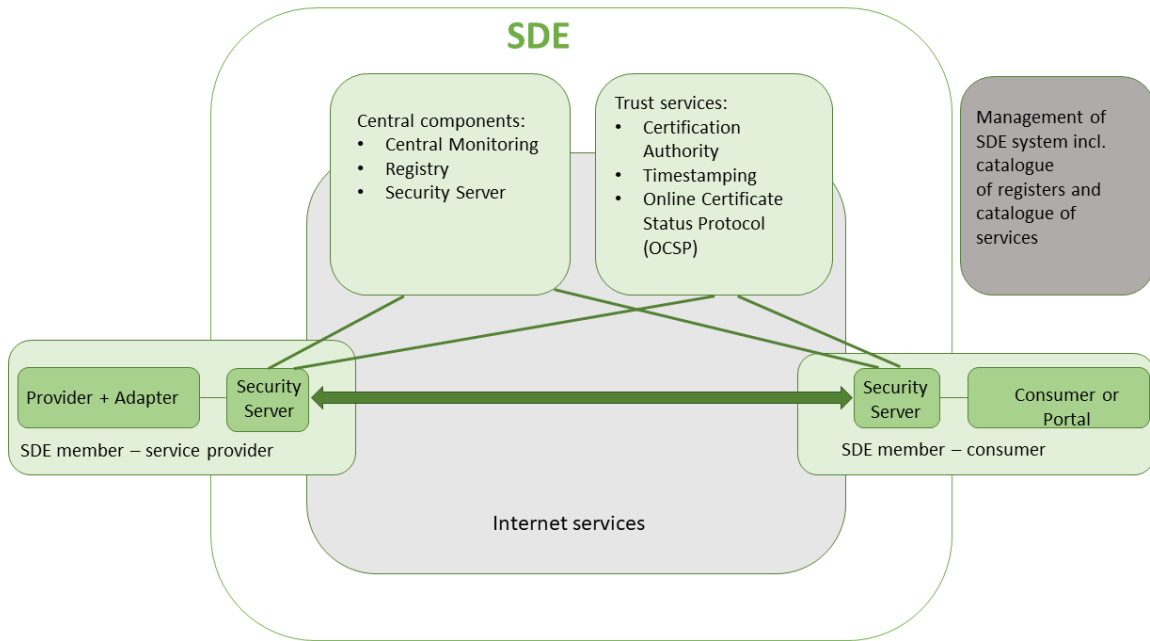 SDE
Central components:
• Central Monitoring
• Registry
• Security Server
Trust services:
• Certification
Authority
• Timestamping
• Online Certificate
Status Protocol
(OCSP)
Management of
SDE system incl.
catalogue
of registers and
catalogue of
services
Provider + Adapter
Security
Server
SDE member – service provider
Security
Server
Consumer or
Portal
SDE member – consumer
Internet services